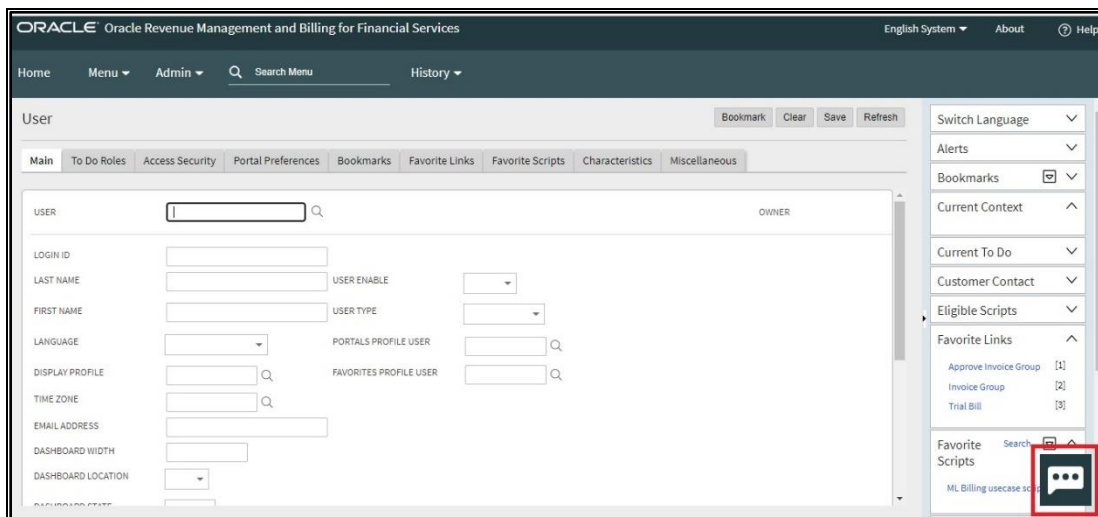 ORACLE Oracle Revenue Management and Billing for Financial Services English System About Help
Home Menu Admin Search Menu History
User Bookmark Clear Save Refresh
Main To Do Roles Access Security Portal Preferences Bookmarks Favorite Links Favorite Scripts Characteristics Miscellaneous
USER OWNER
LOGIN ID
LAST NAME USER ENABLE
FIRST NAME USER TYPE
LANGUAGE PORTALS PROFILE USER
DISPLAY PROFILE FAVORITES PROFILE USER
TIME ZONE
EMAIL ADDRESS
DASHBOARD WIDTH
DASHBOARD LOCATION
DASHBOARD STATE
Switch Language
Alerts
Bookmarks
Current Context
Current To Do
Customer Contact
Eligible Scripts
Favorite Links
Approve Invoice Group [1]
Invoice Group [2]
Trial Bill [3]
Favorite Search
Scripts
ML Billing usecase scrip